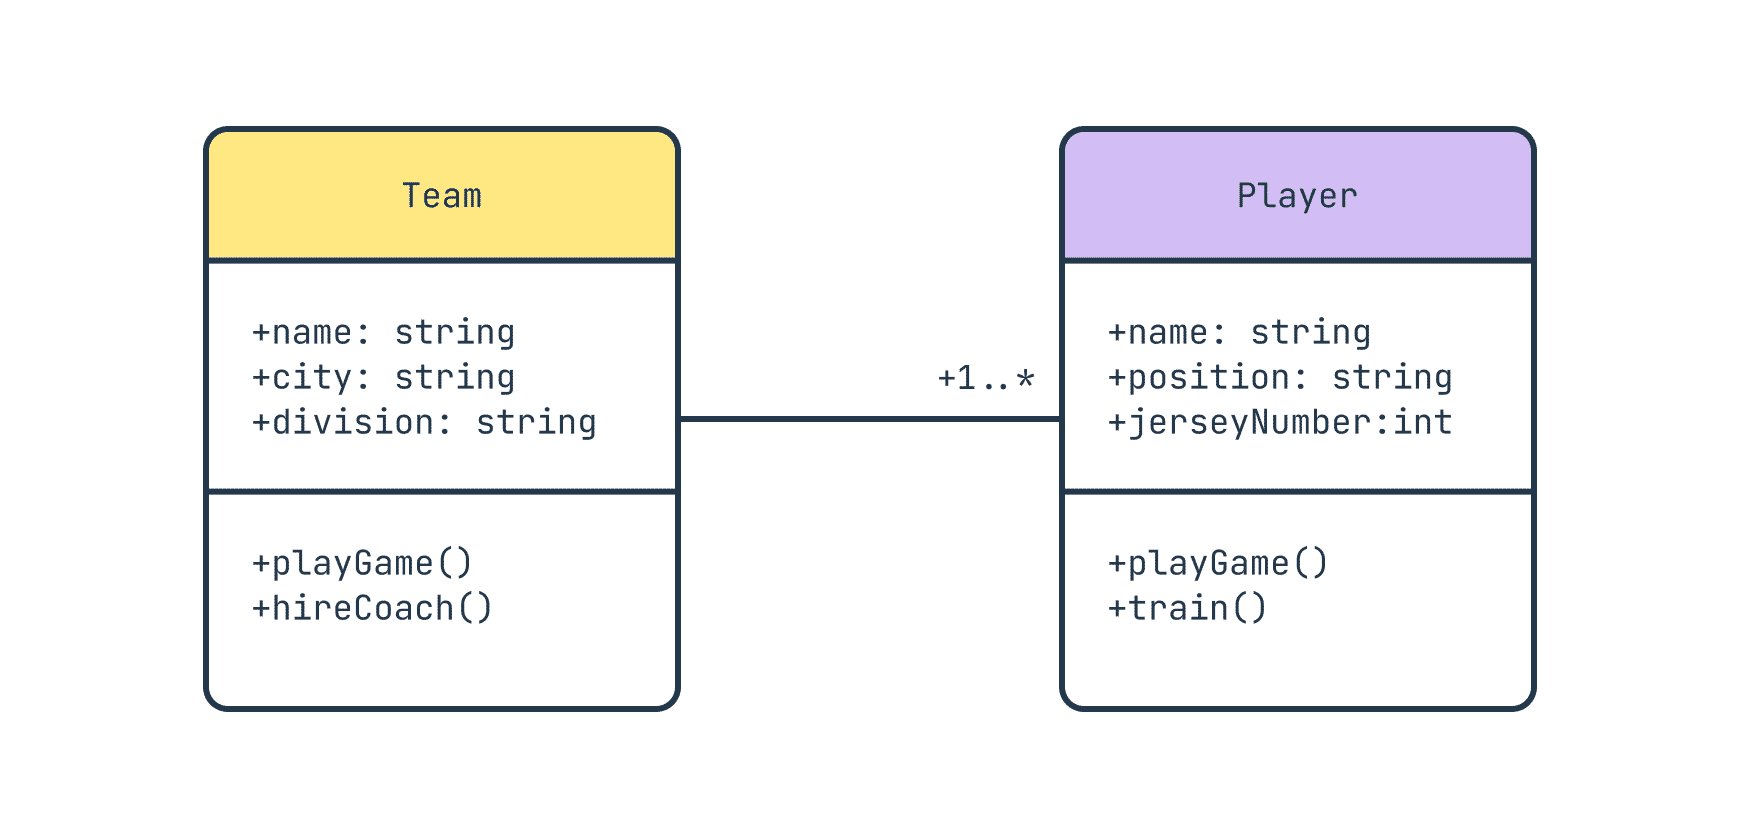 Team
+name: string
+city: string
+division: string
+playGame()
+hireCoach()
+1..*
Player
+name: string
+position: string
+jerseyNumber:int
+playGame()
+train()